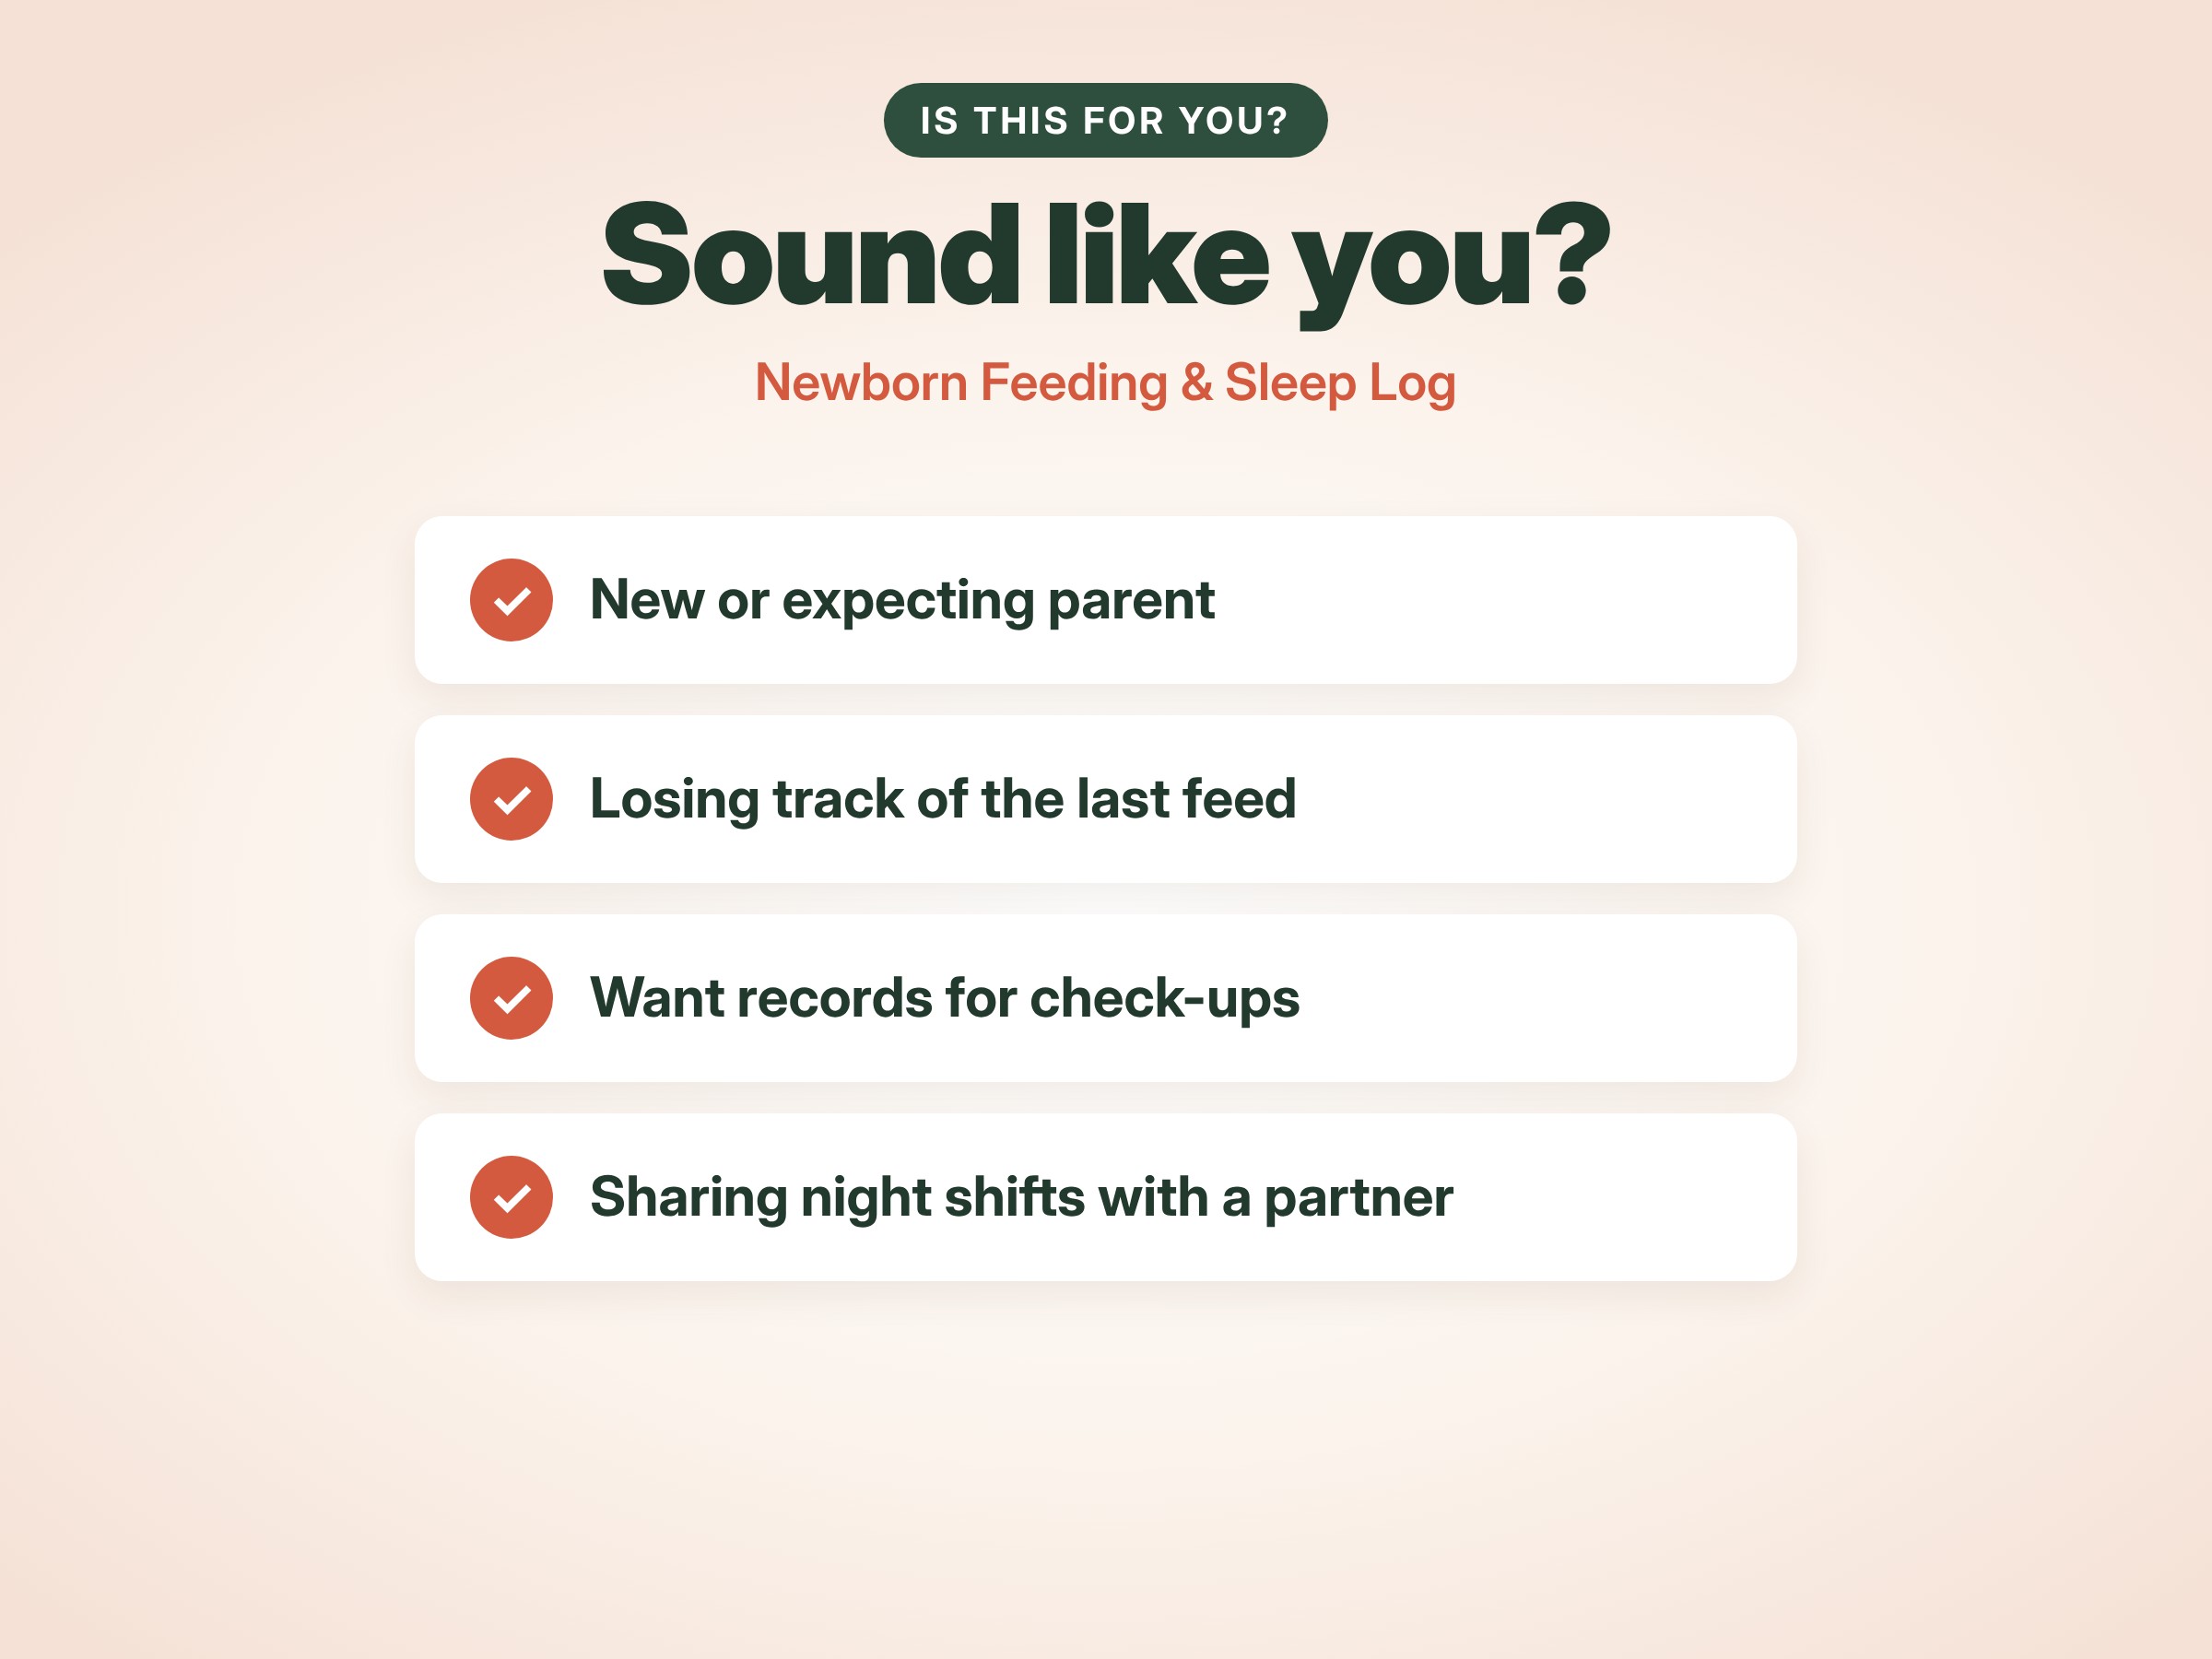 IS THIS FOR YOU?
Sound like you?
Newborn Feeding & Sleep Log
New or expecting parent
Losing track of the last feed
Want records for check-ups
Sharing night shifts with a partner